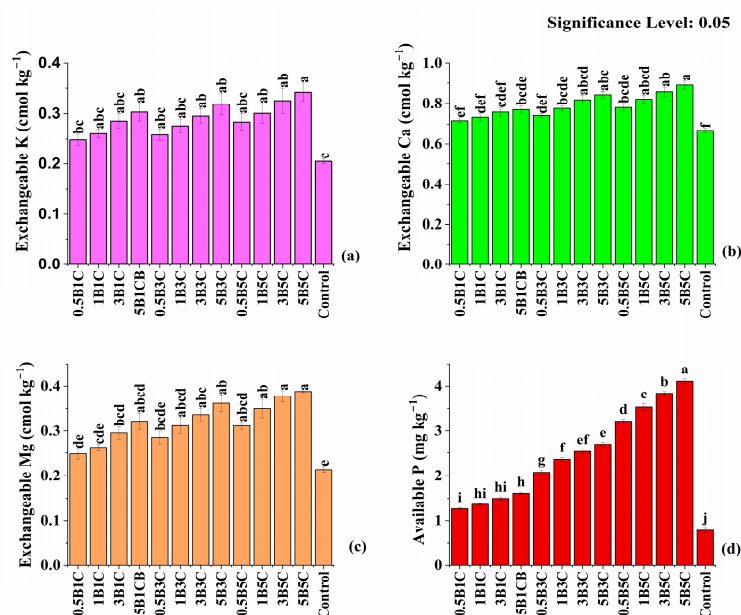 Significance Level: 0.05
Exchangeable K (cmol kg⁻¹)
0.4
0.3
0.2
0.1
0.0
bc
abc
abc
ab
abc
abc
ab
ab
abc
ab
ab
a
c
0.5B1C
1B1C
3B1C
5B1CB
0.5B3C
1B3C
3B3C
5B3C
0.5B5C
1B5C
3B5C
5B5C
Control
(a)
Exchangeable Ca (cmol kg⁻¹)
1.0
0.8
0.6
0.4
0.2
0.0
ef
def
cdef
bcde
def
bcde
abcd
abc
bcde
abcd
ab
a
f
0.5B1C
1B1C
3B1C
5B1CB
0.5B3C
1B3C
3B3C
5B3C
0.5B5C
1B5C
3B5C
5B5C
Control
(b)
Exchangeable Mg (cmol kg⁻¹)
0.4
0.3
0.2
0.1
0.0
de
cde
bcd
abcd
bcde
abcd
abc
ab
abcd
ab
a
a
e
0.5B1C
1B1C
3B1C
5B1CB
0.5B3C
1B3C
3B3C
5B3C
0.5B5C
1B5C
3B5C
5B5C
Control
(c)
Available P (mg kg⁻¹)
4
3
2
1
0
i
hi
hi
h
g
f
ef
e
d
c
b
a
j
0.5B1C
1B1C
3B1C
5B1CB
0.5B3C
1B3C
3B3C
5B3C
0.5B5C
1B5C
3B5C
5B5C
Control
(d)